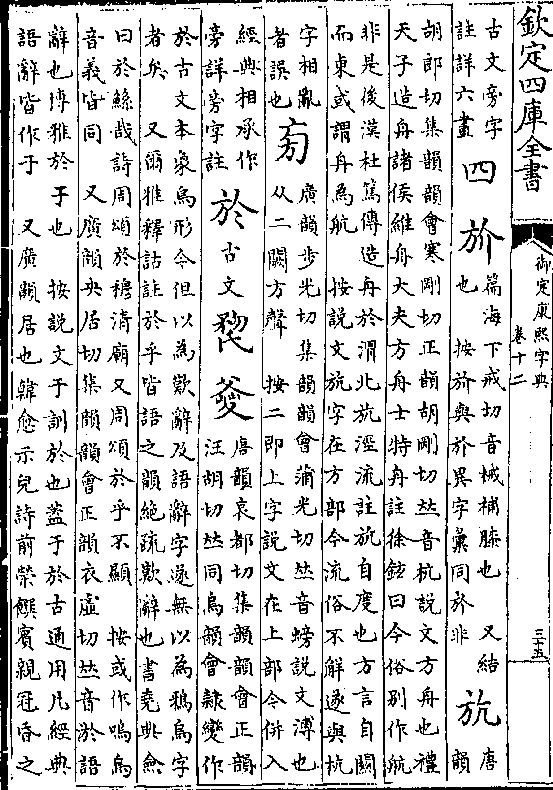 欽定四庫全書
御定康熙字典
卷十二
三十五
古文旁字
註詳六畫
四
㫅
篇海下戒切音械補膝也　又結
也　按㫅與於異字彙同於非
斻
唐韻
胡郎切集韻韻會寒剛切正韻胡剛切𠀤音杭說文方舟也禮
天子造舟諸侯維舟大夫方舟士特舟註徐鉉曰今俗别作航
非是後漢杜篤傳造舟於渭北斻涇流註斻自度也方言自關
而東或謂舟為航　按說文斻字在方部今流俗不解遂與杭
字相亂
者誤也
㫄
廣韻步光切集韻韻會蒲光切𠀤音螃說文溥也
从二闕方聲　按二即上字說文在上部今併入
經典相承作
旁詳旁字註
於
古文
唐韻哀都切集韻韻會正韻
汪胡切𠀤同烏韻會隷變作
於古文本象烏形今但以為歎辭及語辭字遂無以為鵶烏字
者矣　又爾雅釋詁註於乎皆語之韻絶疏歎辭也書堯典僉
曰於鯀哉詩周頌於穆清廟又周頌於乎不顯　按或作嗚烏
音義皆同　又廣韻央居切集韻韻會正韻衣虛切𠀤音淤語
辭也博雅於于也　按說文于訓於也葢于於古通用凡經典
語辭皆作于　又廣韻居也韓愈示兒詩前榮饌賓親冠昏之